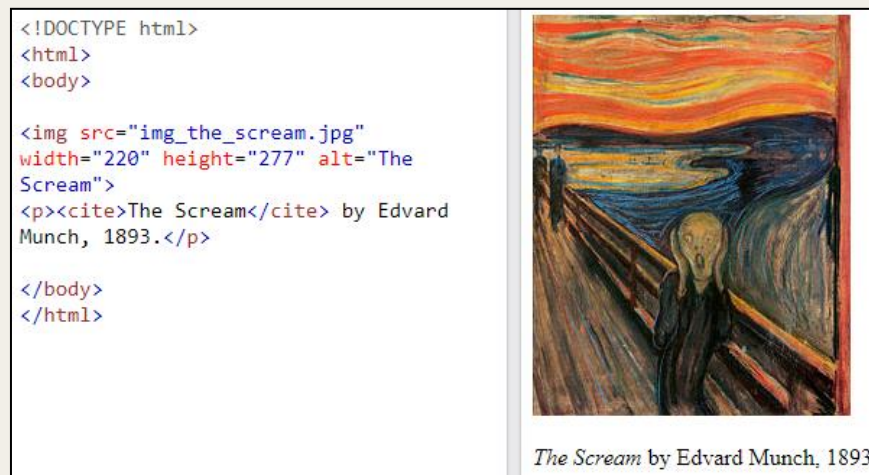 <!DOCTYPE html>
<html>
<body>
<img src="img_the_scream.jpg"
width="220" height="277" alt="The
Scream">
<p><cite>The Scream</cite> by Edvard
Munch, 1893.</p>
</body>
</html>
The Scream by Edvard Munch, 1893